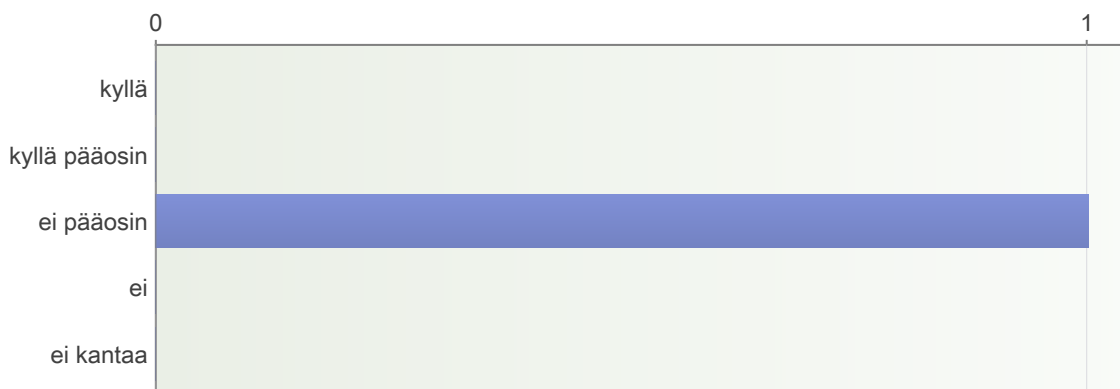 0 1
kyllä
kyllä pääosin
ei pääosin
ei
ei kantaa